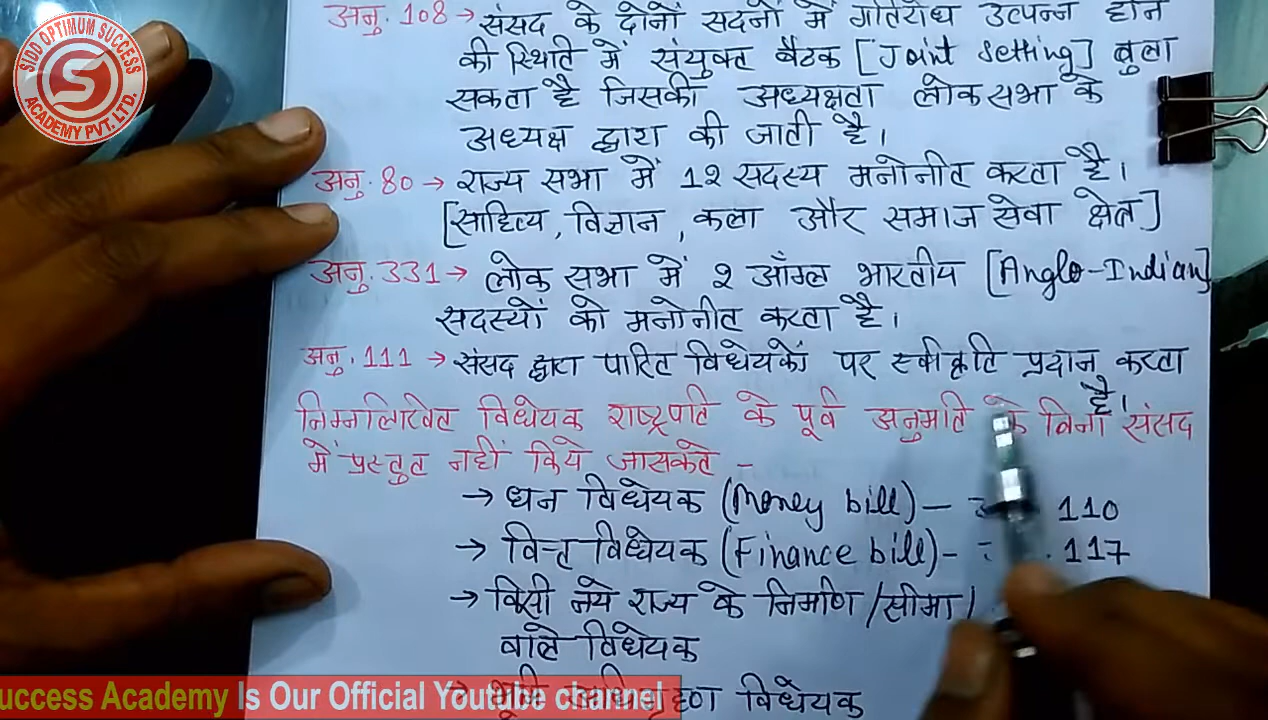 SIDD OPTIMUM SUCCESS
S
ACADEMY PVT. LTD.
अनु. 108 → संसद के दोनों सदनों में गतिरोध उत्पन्न होने
की स्थिति में संयुक्त बैठक [Joint Setting] बुला
सकता है जिसकी अध्यक्षता लोकसभा के
अध्यक्ष द्वारा की जाती है।
अनु. 80 → राज्य सभा में 12 सदस्य मनोनीत करता है।
[साहित्य, विज्ञान, कला और समाज सेवा क्षेत्र]
अनु. 331 → लोक सभा में 2 आँग्ल भारतीय [Anglo-Indian]
सदस्यों को मनोनीत करता है।
अनु. 111 → संसद द्वारा पारित विधेयकों पर स्वीकृति प्रदान करता
है।
निम्नलिखित विधेयक राष्ट्रपति के पूर्व अनुमति के बिना संसद
में प्रस्तुत नहीं किये जा सकते –
→ धन विधेयक (Money bill) – 110
→ वित्त विधेयक (Finance bill) – . 117
→ किसी नये राज्य के निर्माण /सीमा/
वाले विधेयक
विधेयक
uccess Academy Is Our Official Youtube channel